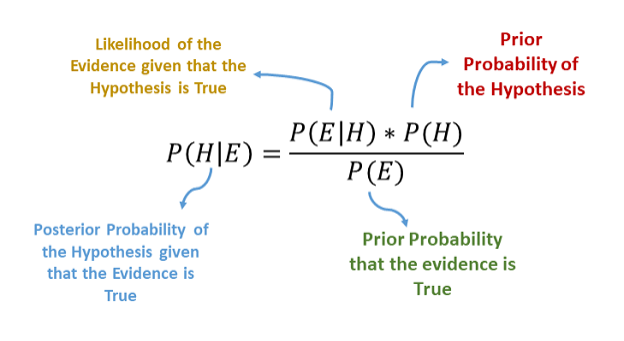 Likelihood of the
Evidence given that the
Hypothesis is True
Prior
Probability of
the Hypothesis
P(E|H) * P(H)
P(H|E) =
P(E)
Posterior Probability of
the Hypothesis given
that the Evidence is
True
Prior Probability
that the evidence is
True